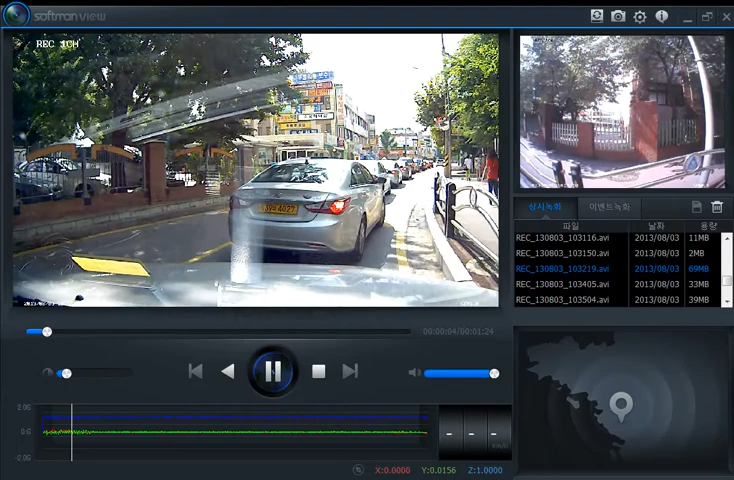 softman view
REC 1CH
상시녹화
이벤트녹화
파일
날짜
용량
REC_130803_103116.avi 2013/08/03 11MB
REC_130803_103150.avi 2013/08/03 2MB
REC_130803_103219.avi 2013/08/03 69MB
REC_130803_103405.avi 2013/08/03 33MB
REC_130803_103504.avi 2013/08/03 39MB
00:00:04/00:01:24
2.0G
0.G
-2.0G
- - -
km/h
X:0.0000 Y:0.0156 Z:1.0000